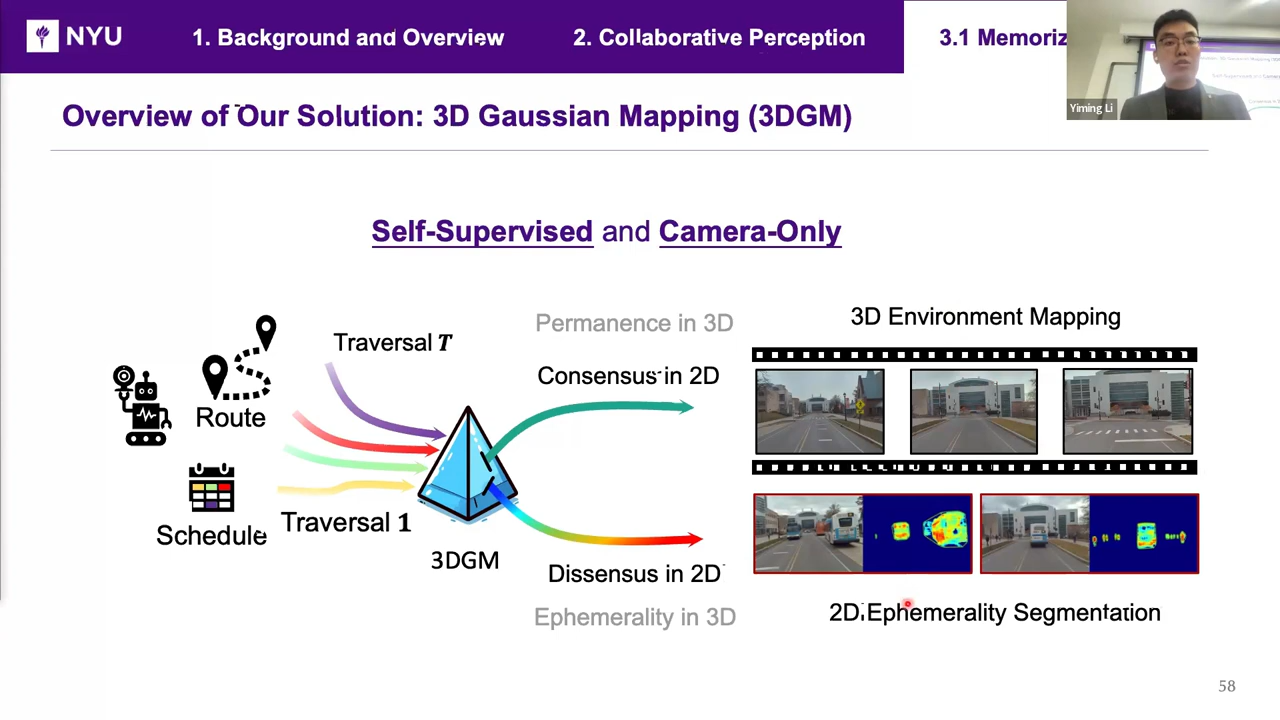 NYU
1. Background and Overview
2. Collaborative Perception
3.1 Memoriz
Yiming Li
Overview of Our Solution: 3D Gaussian Mapping (3DGM)
Self-Supervised and Camera-Only
Permanence in 3D
3D Environment Mapping
Traversal T
Consensus in 2D
Route
Schedule
Traversal 1
3DGM
Dissensus in 2D
Ephemerality in 3D
2D Ephemerality Segmentation
58